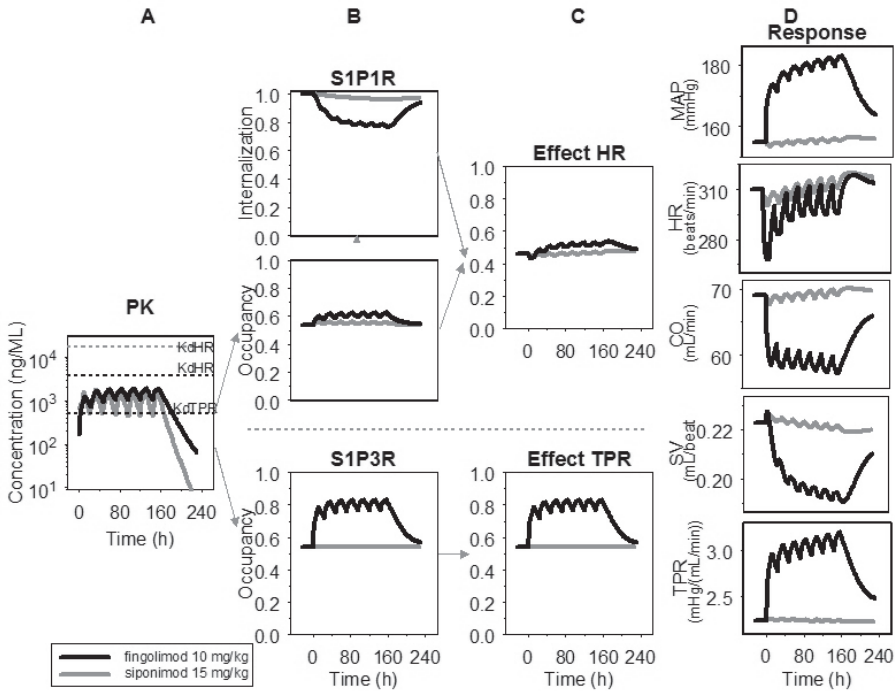 A
B
C
D
Response
S1P1R
Internalization
1.0
0.8
0.6
0.4
0.2
0.0
Occupancy
1.0
0.8
0.6
0.4
0.2
0.0
Effect HR
1.0
0.8
0.6
0.4
0.2
0.0
0 80 160 240
MAP
(mmHg)
180
160
HR
(beats/min)
310
280
CO
(mL/min)
70
60
SV
(mL/beat
0.22
0.20
TPR
(mHg/(mL/min))
3.0
2.5
0 80 160 240
Time (h)
PK
Concentration (ng/ML)
104
103
102
101
KdHR
KdHR
KdTPR
0 80 160 240
Time (h)
S1P3R
Occupancy
1.0
0.8
0.6
0.4
0.2
0.0
0 80 160 240
Time (h)
Effect TPR
1.0
0.8
0.6
0.4
0.2
0.0
0 80 160 240
Time (h)
fingolimod 10 mg/kg
siponimod 15 mg/kg